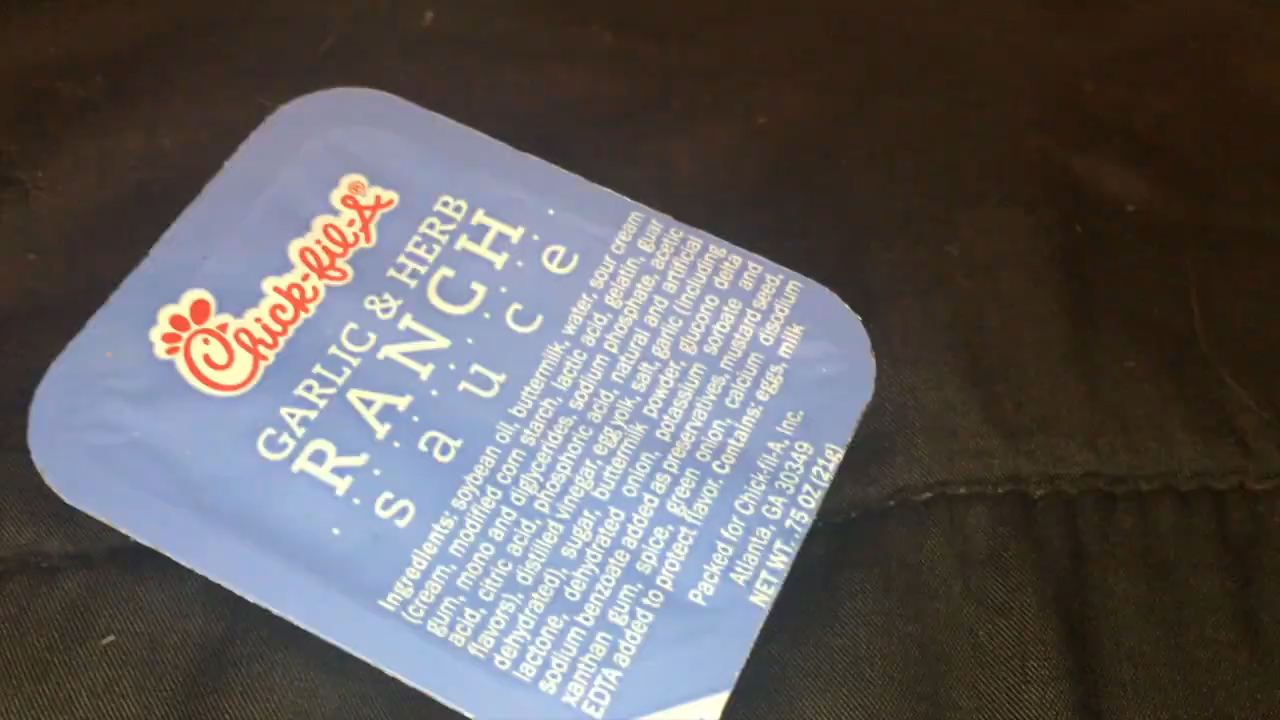 Chick-fil-A®
GARLIC & HERB
RANCH
sauce
Ingredients: soybean oil, buttermilk, water, sour cream
(cream, modified corn starch, lactic acid, gelatin, guar
gum, mono and diglycerides, sodium phosphate, acetic
acid, citric acid, phosphoric acid, natural and artificial
flavors), distilled vinegar, egg yolk, salt, garlic (including
dehydrated), sugar, buttermilk powder, glucono delta
lactone, dehydrated onion, potassium sorbate and
sodium benzoate added as preservatives, mustard seed,
xanthan gum, spice, green onion, calcium disodium
EDTA added to protect flavor. Contains: eggs, milk
Packed for Chick-fil-A, Inc.
Atlanta, GA 30349
NET WT .75 OZ (21g)